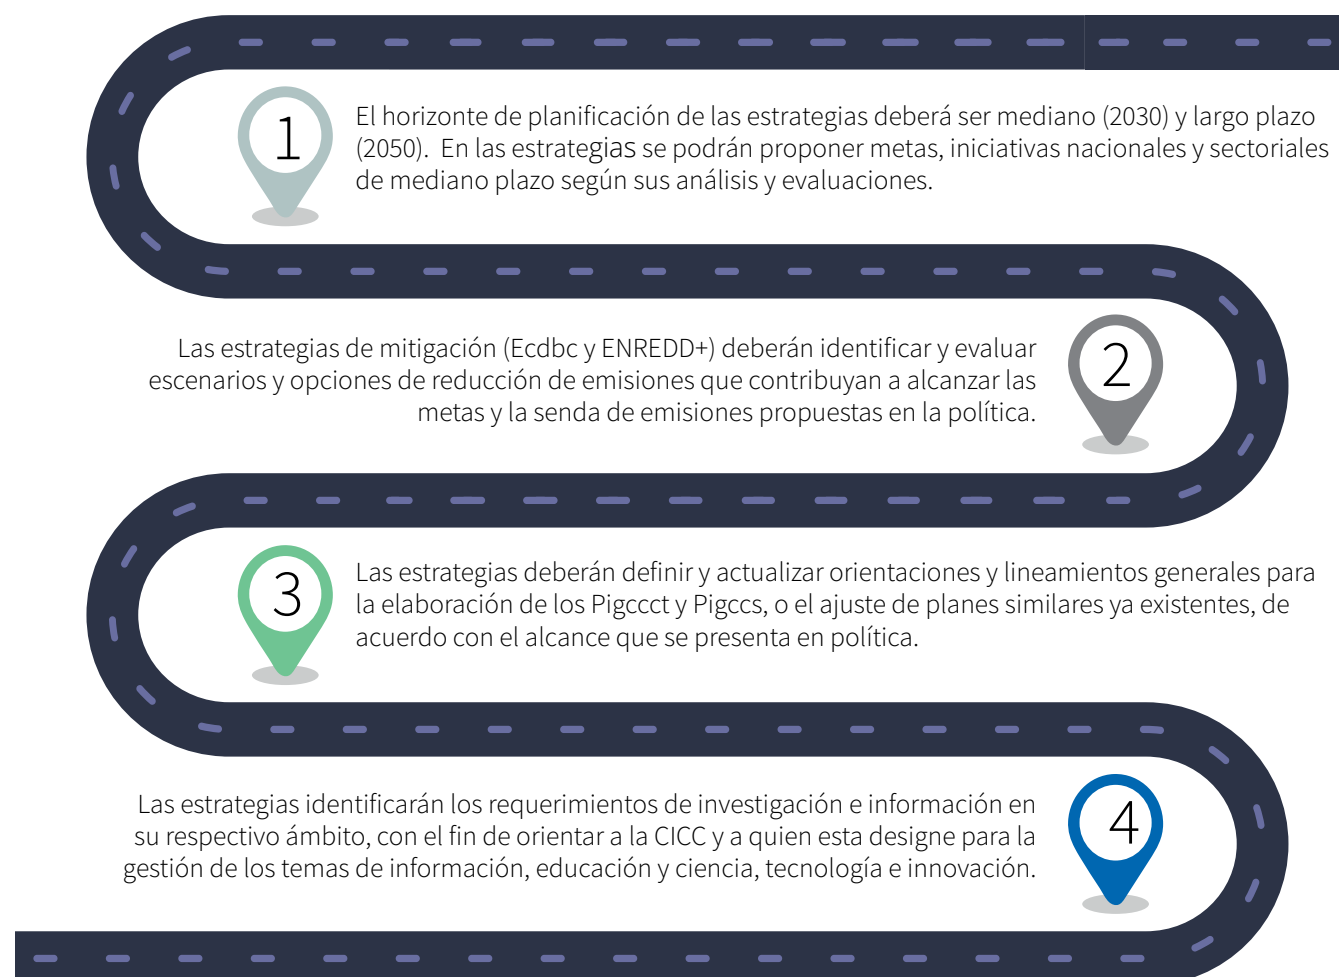 1
El horizonte de planificación de las estrategias deberá ser mediano (2030) y largo plazo
(2050). En las estrategias se podrán proponer metas, iniciativas nacionales y sectoriales
de mediano plazo según sus análisis y evaluaciones.
Las estrategias de mitigación (Ecdbc y ENREDD+) deberán identificar y evaluar
escenarios y opciones de reducción de emisiones que contribuyan a alcanzar las
metas y la senda de emisiones propuestas en la política.
2
3
Las estrategias deberán definir y actualizar orientaciones y lineamientos generales para
la elaboración de los Pigccct y Pigccs, o el ajuste de planes similares ya existentes, de
acuerdo con el alcance que se presenta en política.
Las estrategias identificarán los requerimientos de investigación e información en
su respectivo ámbito, con el fin de orientar a la CICC y a quien esta designe para la
gestión de los temas de información, educación y ciencia, tecnología e innovación.
4